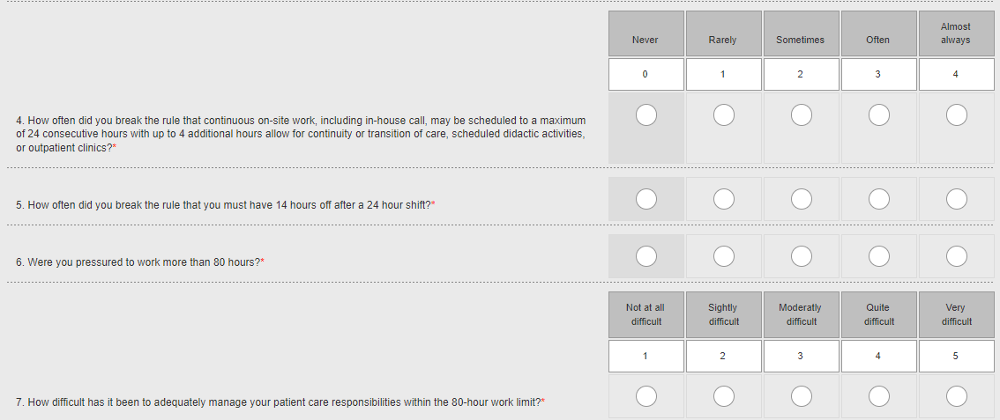 Never Rarely Sometimes Often Almost always
0 1 2 3 4
4. How often did you break the rule that continuous on-site work, including in-house call, may be scheduled to a maximum
of 24 consecutive hours with up to 4 additional hours allow for continuity or transition of care, scheduled didactic activities,
or outpatient clinics?*
5. How often did you break the rule that you must have 14 hours off after a 24 hour shift?*
6. Were you pressured to work more than 80 hours?*
Not at all difficult Sightly difficult Moderatly difficult Quite difficult Very difficult
1 2 3 4 5
7. How difficult has it been to adequately manage your patient care responsibilities within the 80-hour work limit?*